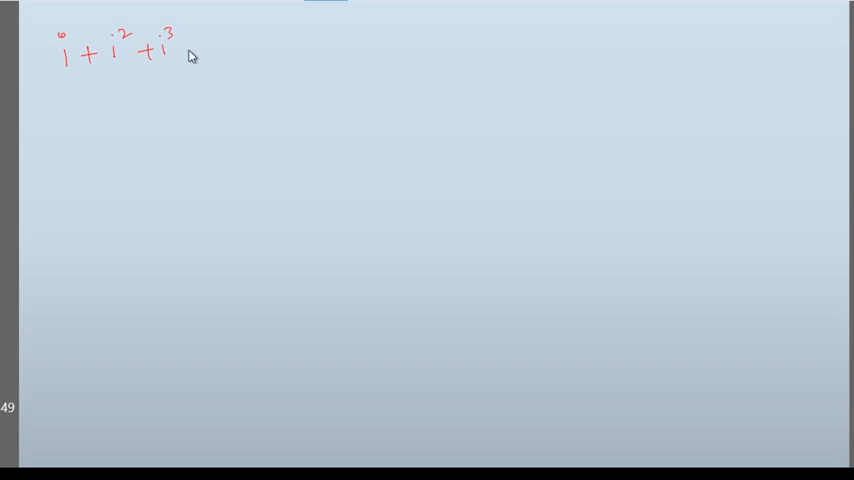 i + i² + i³
49